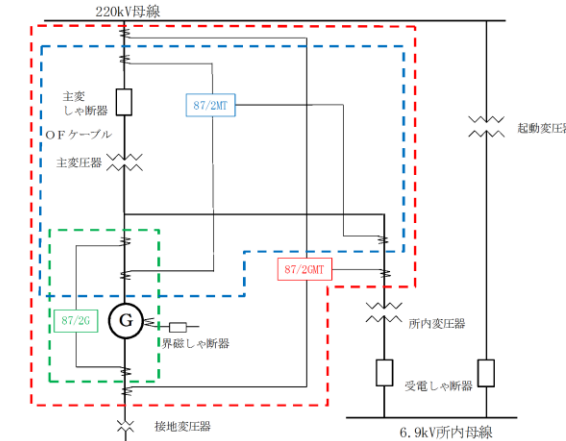 220kV母線
主変
しゃ断器
87/2MT
起動変圧器
OFケーブル
主変圧器
87/2GMT
87/2G
G
所内変圧器
界磁しゃ断器
受電しゃ断器
接地変圧器
6.9kV所内母線